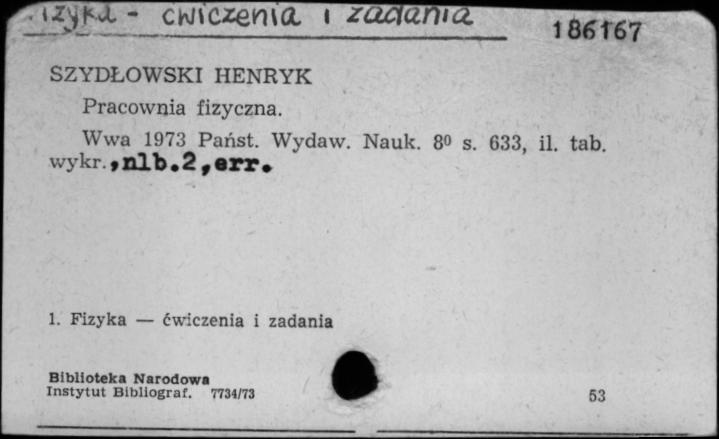 Fizyka - ćwiczenia i zadania
186167
SZYDŁOWSKI HENRYK
Pracownia fizyczna.
Wwa 1973 Państ. Wydaw. Nauk. 8⁰ s. 633, il. tab.
wykr.,nlb.2,err.
1. Fizyka — ćwiczenia i zadania
Biblioteka Narodowa
Instytut Bibliograf. 7734/73
53